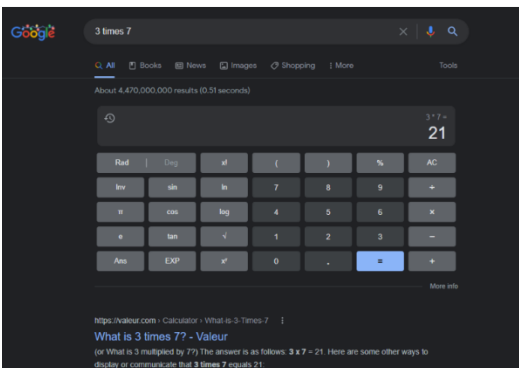 Google
3 times 7
All Books News Images Shopping More Tools
About 4,470,000,000 results (0.51 seconds)
3 * 7 =
21
Rad | Deg x! ( ) % AC
Inv sin ln 7 8 9 ÷
π cos log 4 5 6 ×
e tan √ 1 2 3 −
Ans EXP xʸ 0 . = +
More info
https://valeur.com › Calculator › What-is-3-Times-7
What is 3 times 7? - Valeur
(or What is 3 multiplied by 7?) The answer is as follows: 3 x 7 = 21. Here are some other ways to
display or communicate that 3 times 7 equals 21: